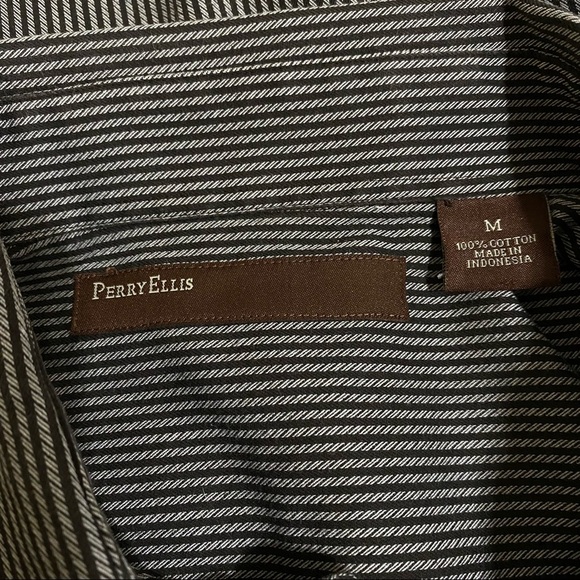 PERRY ELLIS
M
100% COTTON
MADE IN
INDONESIA